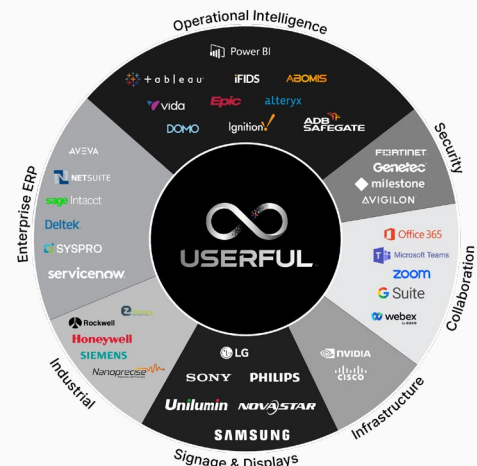 Operational Intelligence
Power BI
+ a b l e a u
iFIDS
ABOMIS
vida
Epic
alteryx
DOMO
Ignition!
ADB SAFEGATE
Security
FORTINET
Genetec
milestone
AVIGILON
Collaboration
Office 365
Microsoft Teams
zoom
G Suite
webex
by CISCO
Infrastructure
NVIDIA
CISCO
Signage & Displays
LG
SONY
PHILIPS
Unilumin
NOVASTAR
SAMSUNG
Industrial
Rockwell
Honeywell
SIEMENS
Nanoprecise
Enterprise ERP
AVEVA
NETSUITE
sage Intacct
Deltek
SYSPRO
servicenow
USERFUL